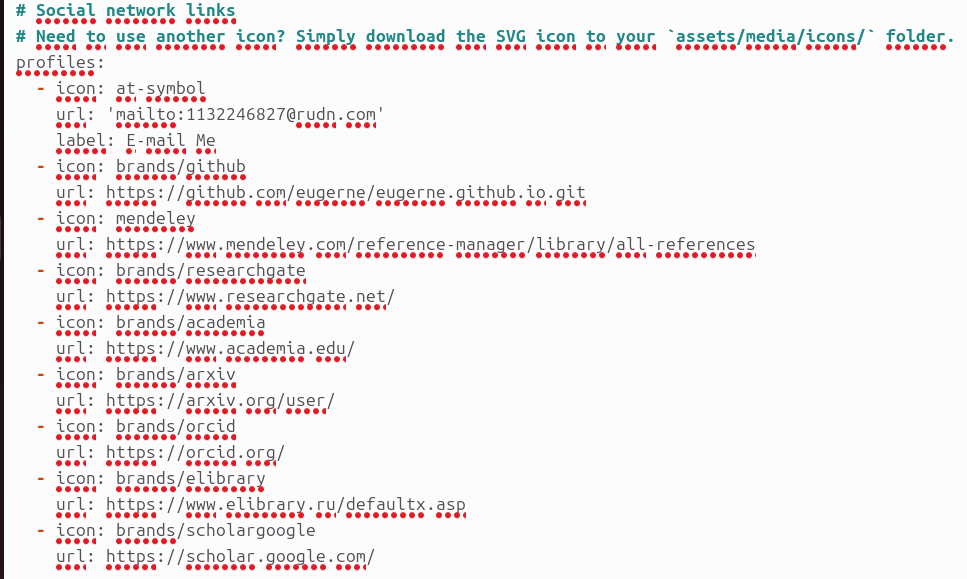 # Social network links
# Need to use another icon? Simply download the SVG icon to your `assets/media/icons/` folder.
profiles:
  - icon: at-symbol
    url: 'mailto:1132246827@rudn.com'
    label: E-mail Me
  - icon: brands/github
    url: https://github.com/eugerne/eugerne.github.io.git
  - icon: mendeley
    url: https://www.mendeley.com/reference-manager/library/all-references
  - icon: brands/researchgate
    url: https://www.researchgate.net/
  - icon: brands/academia
    url: https://www.academia.edu/
  - icon: brands/arxiv
    url: https://arxiv.org/user/
  - icon: brands/orcid
    url: https://orcid.org/
  - icon: brands/elibrary
    url: https://www.elibrary.ru/defaultx.asp
  - icon: brands/scholargoogle
    url: https://scholar.google.com/